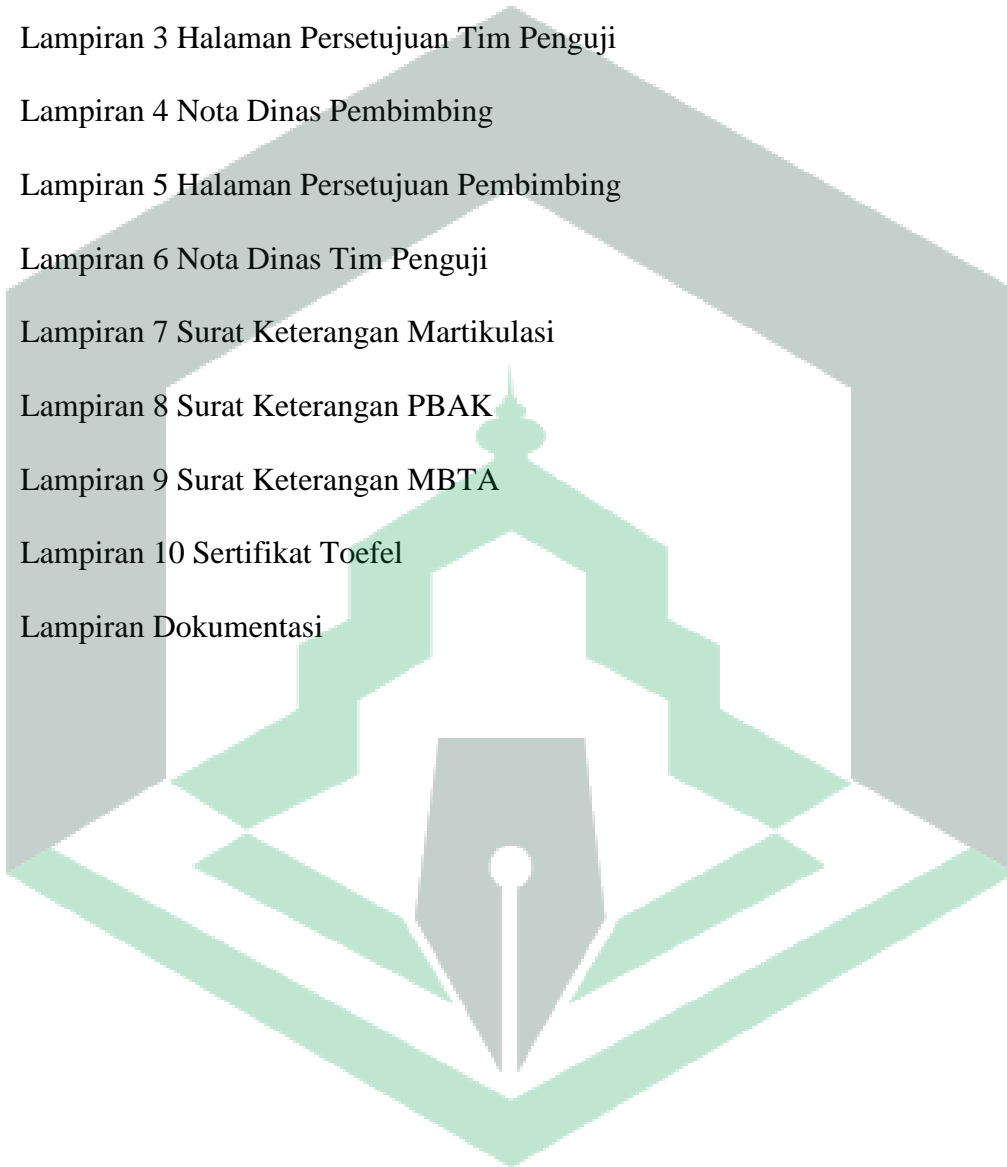 Lampiran 3 Halaman Persetujuan Tim Penguji
Lampiran 4 Nota Dinas Pembimbing
Lampiran 5 Halaman Persetujuan Pembimbing
Lampiran 6 Nota Dinas Tim Penguji
Lampiran 7 Surat Keterangan Martikulasi
Lampiran 8 Surat Keterangan PBAK
Lampiran 9 Surat Keterangan MBTA
Lampiran 10 Sertifikat Toefel
Lampiran Dokumentasi